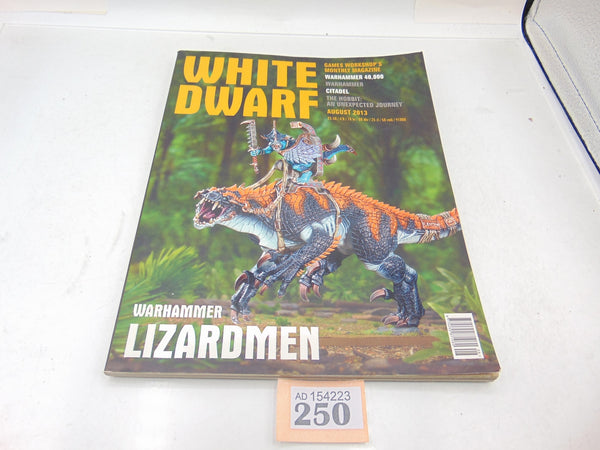 WHITE
DWARF
GAMES WORKSHOP'S
MONTHLY MAGAZINE
WARHAMMER 40,000
WARHAMMER
CITADEL
THE HOBBIT:
AN UNEXPECTED JOURNEY
AUGUST 2013
WARHAMMER
LIZARDMEN
AD 154223
250